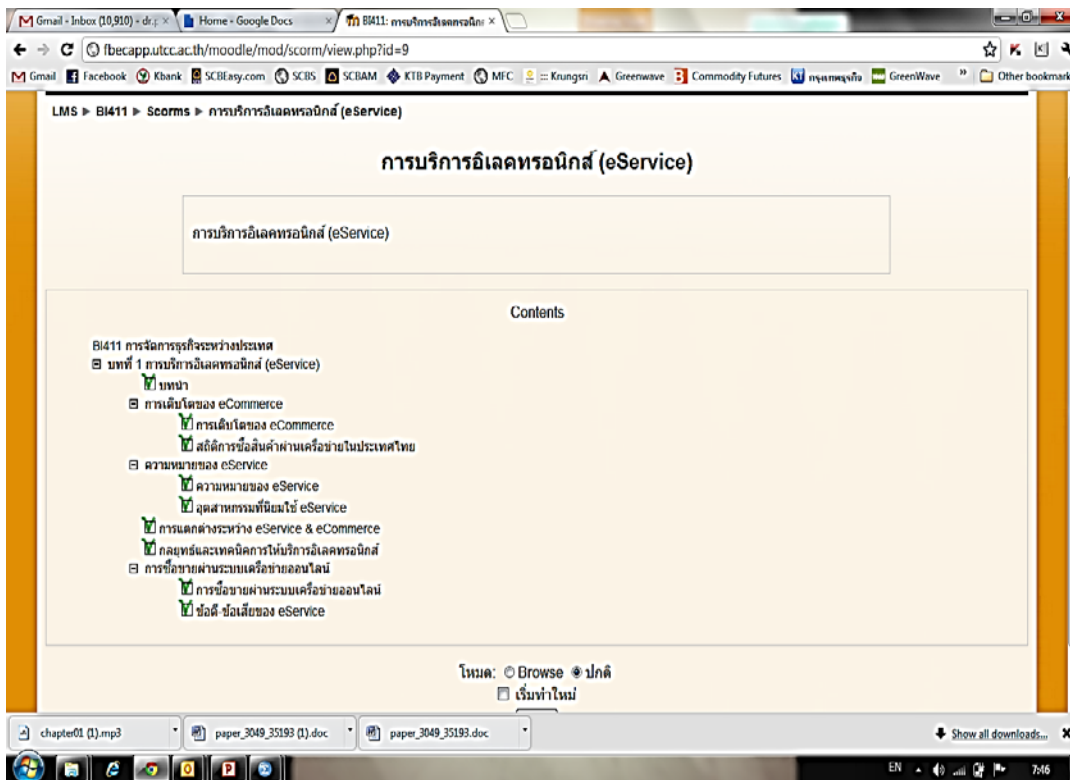 Gmail - Inbox (10,910) - dr.p
Home - Google Docs
BI411: การบริการอิเลคทรอนิกส์
fbecapp.utcc.ac.th/moodle/mod/scorm/view.php?id=9
Gmail Facebook Kbank SCBEasy.com SCBS SCBAM KTB Payment MFC ::: Krungsri Greenwave Commodity Futures กรุงเทพธุรกิจ GreenWave » Other bookmark
LMS ► BI411 ► Scorms ► การบริการอิเลคทรอนิกส์ (eService)
การบริการอิเลคทรอนิกส์ (eService)
การบริการอิเลคทรอนิกส์ (eService)
Contents
BI411 การจัดการธุรกิจระหว่างประเทศ
บทที่ 1 การบริการอิเลคทรอนิกส์ (eService)
บทนำ
การเติบโตของ eCommerce
การเติบโตของ eCommerce
สถิติการซื้อสินค้าผ่านเครือข่ายในประเทศไทย
ความหมายของ eService
ความหมายของ eService
อุตสาหกรรมที่นิยมใช้ eService
การแตกต่างระหว่าง eService & eCommerce
กลยุทธ์และเทคนิคการให้บริการอิเลคทรอนิกส์
การซื้อขายผ่านระบบเครือข่ายออนไลน์
การซื้อขายผ่านระบบเครือข่ายออนไลน์
ข้อดี-ข้อเสียของ eService
โหมด: Browse ปกติ
เริ่มทำใหม่
chapter01 (1).mp3
paper_3049_35193 (1).doc
paper_3049_35193.doc
Show all downloads...
EN
7:46